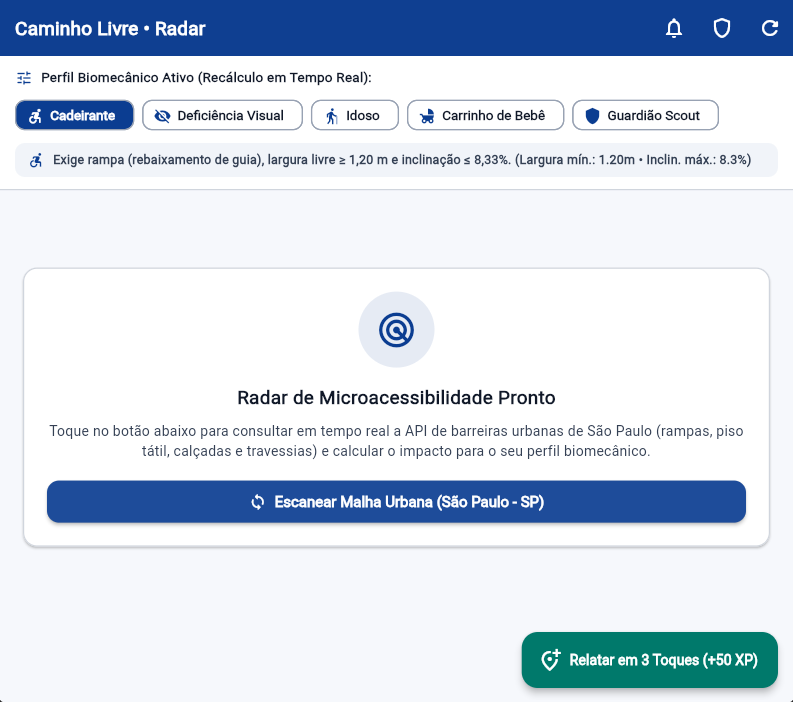 Caminho Livre • Radar
Perfil Biomecânico Ativo (Recálculo em Tempo Real):
Cadeirante
Deficiência Visual
Idoso
Carrinho de Bebê
Guardião Scout
Exige rampa (rebaixamento de guia), largura livre ≥ 1,20 m e inclinação ≤ 8,33%. (Largura mín.: 1.20m • Inclin. máx.: 8.3%)
Radar de Microacessibilidade Pronto
Toque no botão abaixo para consultar em tempo real a API de barreiras urbanas de São Paulo (rampas, piso
tátil, calçadas e travessias) e calcular o impacto para o seu perfil biomecânico.
Escanear Malha Urbana (São Paulo - SP)
Relatar em 3 Toques (+50 XP)